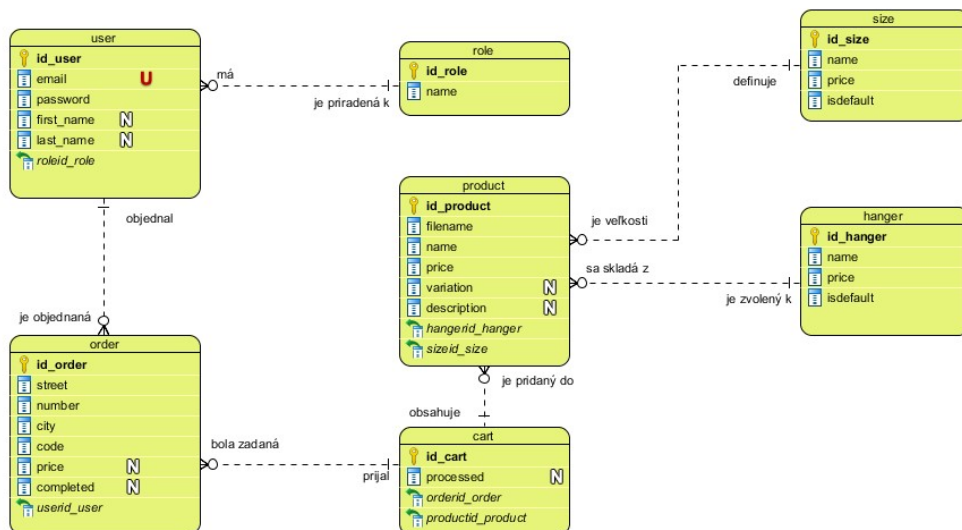 user
id_user
email U
password
first_name N
last_name N
roleid_role
má
je priradená k
role
id_role
name
size
id_size
name
price
isdefault
definuje
objednal
je objednaná
product
id_product
filename
name
price
variation N
description N
hangerid_hanger
sizeid_size
je veľkosti
sa skladá z
je zvolený k
hanger
id_hanger
name
price
isdefault
order
id_order
street
number
city
code
price N
completed N
userid_user
bola zadaná
prijal
je pridaný do
obsahuje
cart
id_cart
processed N
orderid_order
productid_product